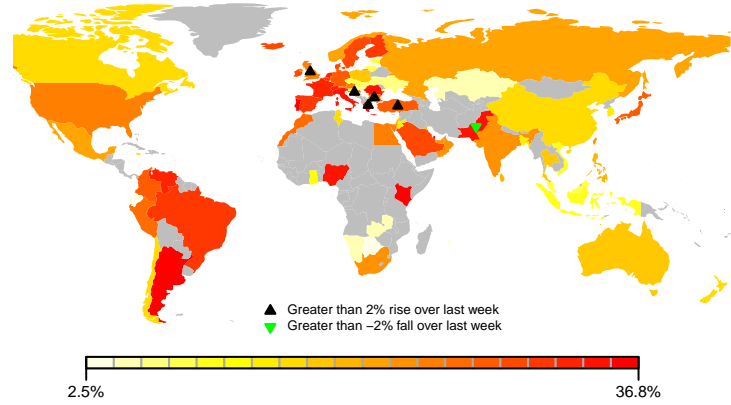 Greater than 2% rise over last week
Greater than −2% fall over last week
2.5%
36.8%